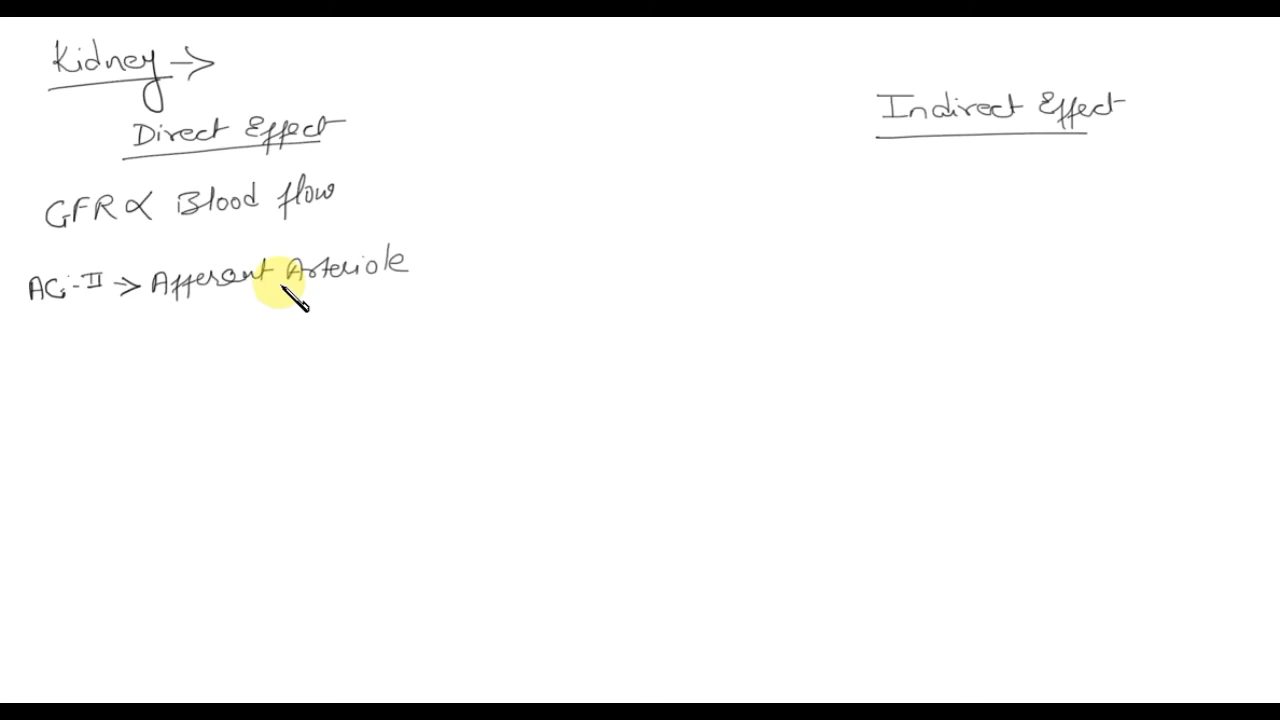 Kidney →
Direct Effect
Indirect Effect
GFR ∝ Blood flow
AG-II → Afferent Arteriole